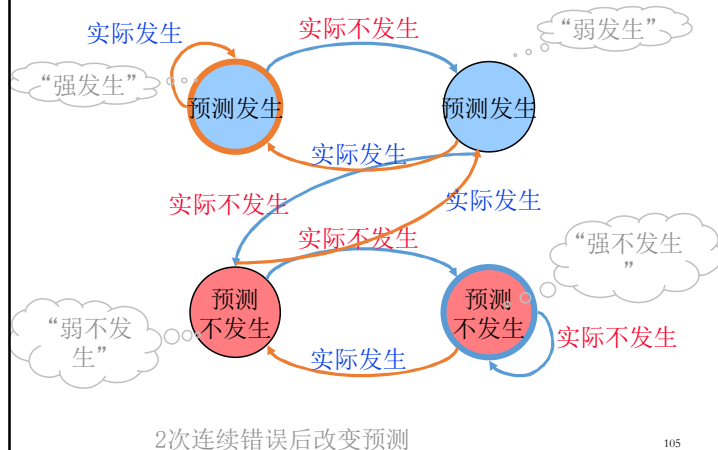 实际发生
实际不发生
“弱发生”
“强发生”
预测发生
预测发生
实际发生
实际不发生
实际发生
实际不发生
“强不发生
”
预测
不发生
预测
不发生
“弱不发
生”
实际不发生
实际发生
2次连续错误后改变预测
105